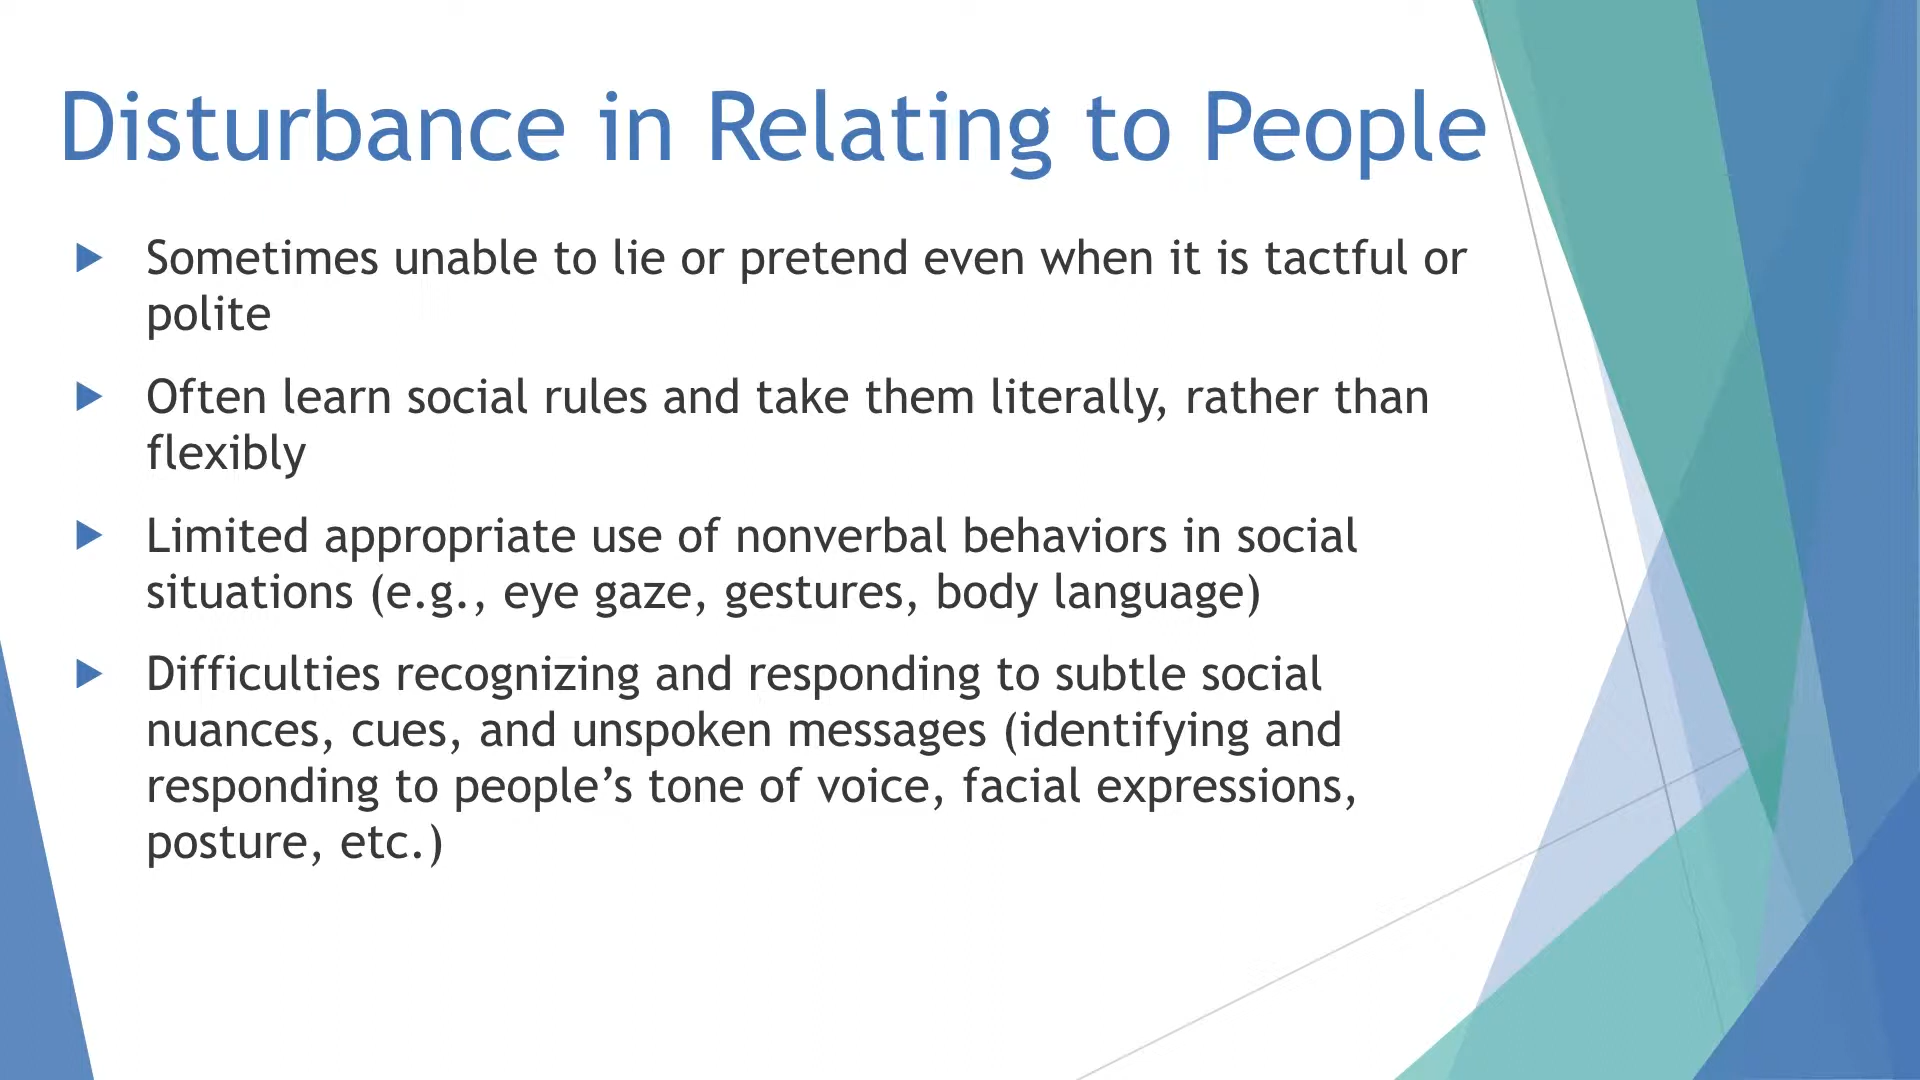 Disturbance in Relating to People
Sometimes unable to lie or pretend even when it is tactful or
polite
Often learn social rules and take them literally, rather than
flexibly
Limited appropriate use of nonverbal behaviors in social
situations (e.g., eye gaze, gestures, body language)
Difficulties recognizing and responding to subtle social
nuances, cues, and unspoken messages (identifying and
responding to people’s tone of voice, facial expressions,
posture, etc.)